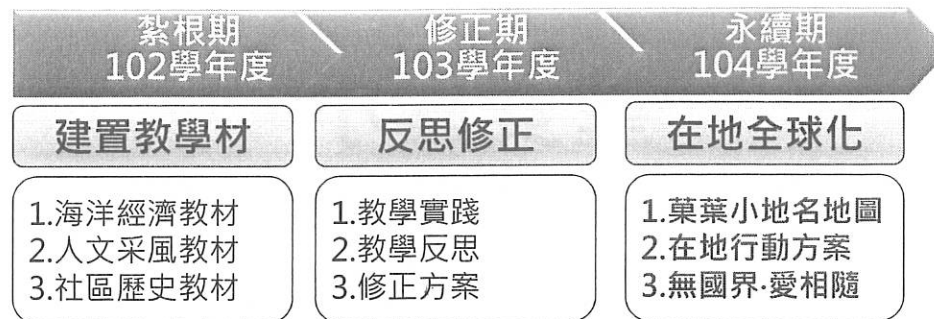 紮根期
102學年度
修正期
103學年度
永續期
104學年度
建置教學材
反思修正
在地全球化
1.海洋經濟教材
2.人文采風教材
3.社區歷史教材
1.教學實踐
2.教學反思
3.修正方案
1.菓葉小地名地圖
2.在地行動方案
3.無國界‧愛相隨